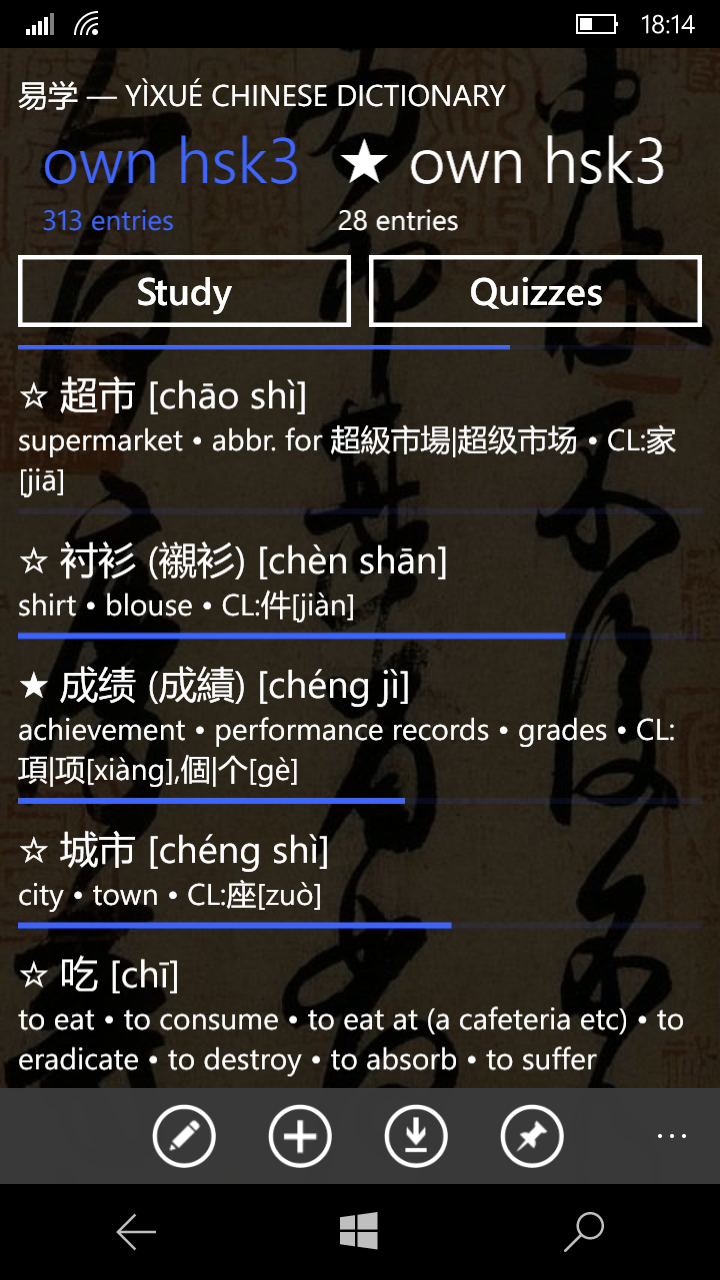 18:14
易学 — YÌXUÉ CHINESE DICTIONARY
own hsk3 ★ own hsk3
313 entries 28 entries
Study Quizzes
☆ 超市 [chāo shì]
supermarket • abbr. for 超級市場|超级市场 • CL:家
[jiā]
☆ 衬衫 (襯衫) [chèn shān]
shirt • blouse • CL:件[jiàn]
★ 成绩 (成績) [chéng jì]
achievement • performance records • grades • CL:
項|项[xiàng],個|个[gè]
☆ 城市 [chéng shì]
city • town • CL:座[zuò]
☆ 吃 [chī]
to eat • to consume • to eat at (a cafeteria etc) • to
eradicate • to destroy • to absorb • to suffer